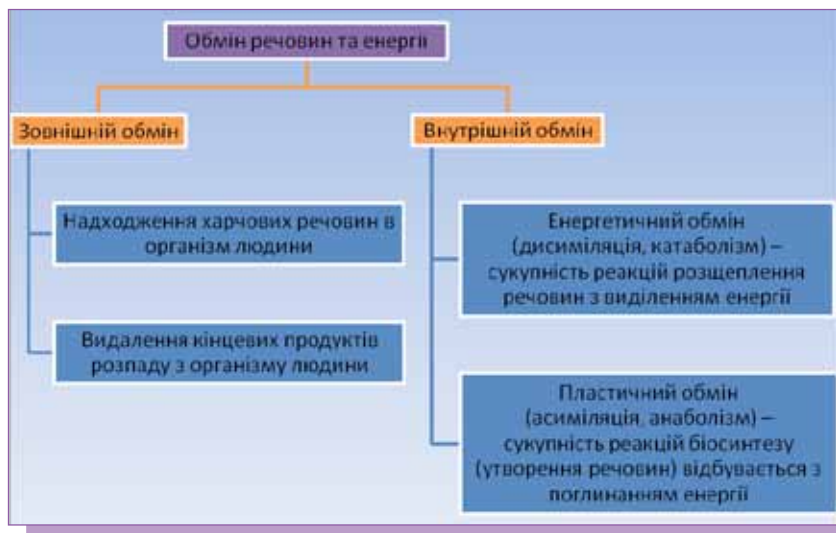 Обмін речовин та енергії
Зовнішній обмін
Надходження харчових речовин в
організм людини
Видалення кінцевих продуктів
розпаду з організму людини
Внутрішній обмін
Енергетичний обмін
(дисиміляція, катаболізм) –
сукупність реакцій розщеплення
речовин з виділенням енергії
Пластичний обмін
(асиміляція, анаболізм) –
сукупність реакцій біосинтезу
(утворення речовин) відбувається з
поглинанням енергії